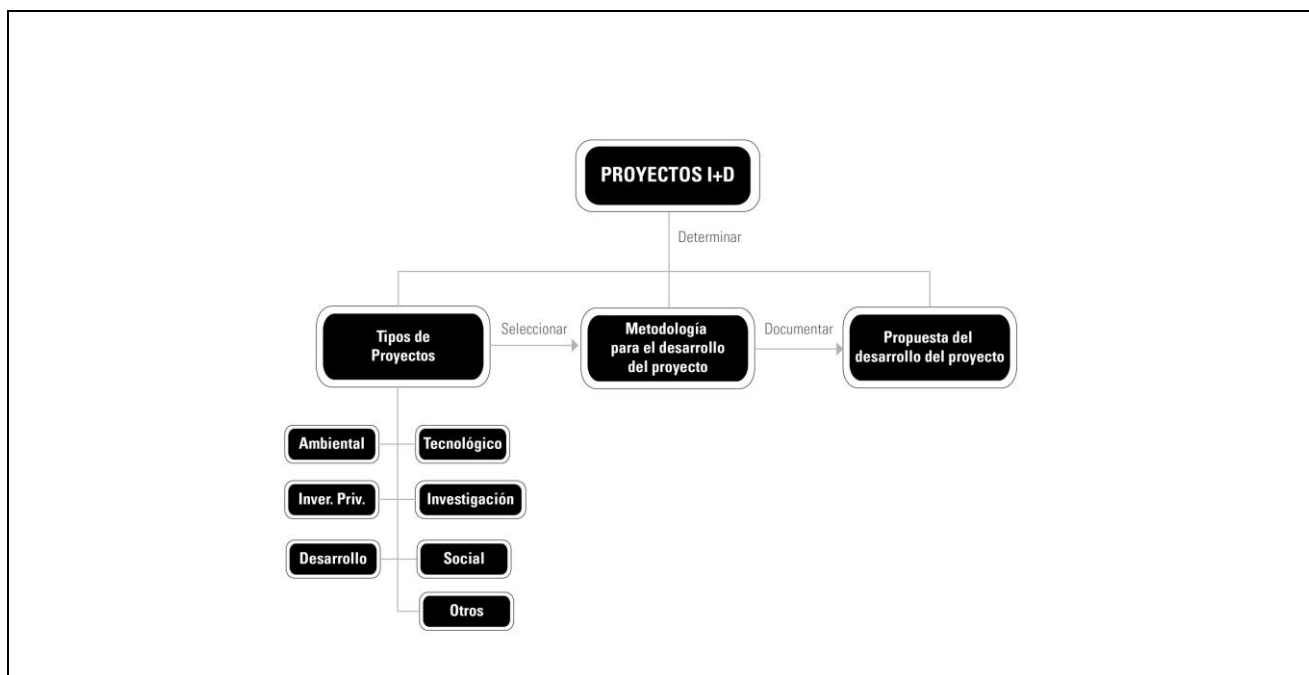 PROYECTOS I+D
Determinar
Tipos de
Proyectos
Seleccionar
Metodología
para el desarrollo
del proyecto
Documentar
Propuesta del
desarrollo del proyecto
Ambiental
Tecnológico
Inver. Priv.
Investigación
Desarrollo
Social
Otros